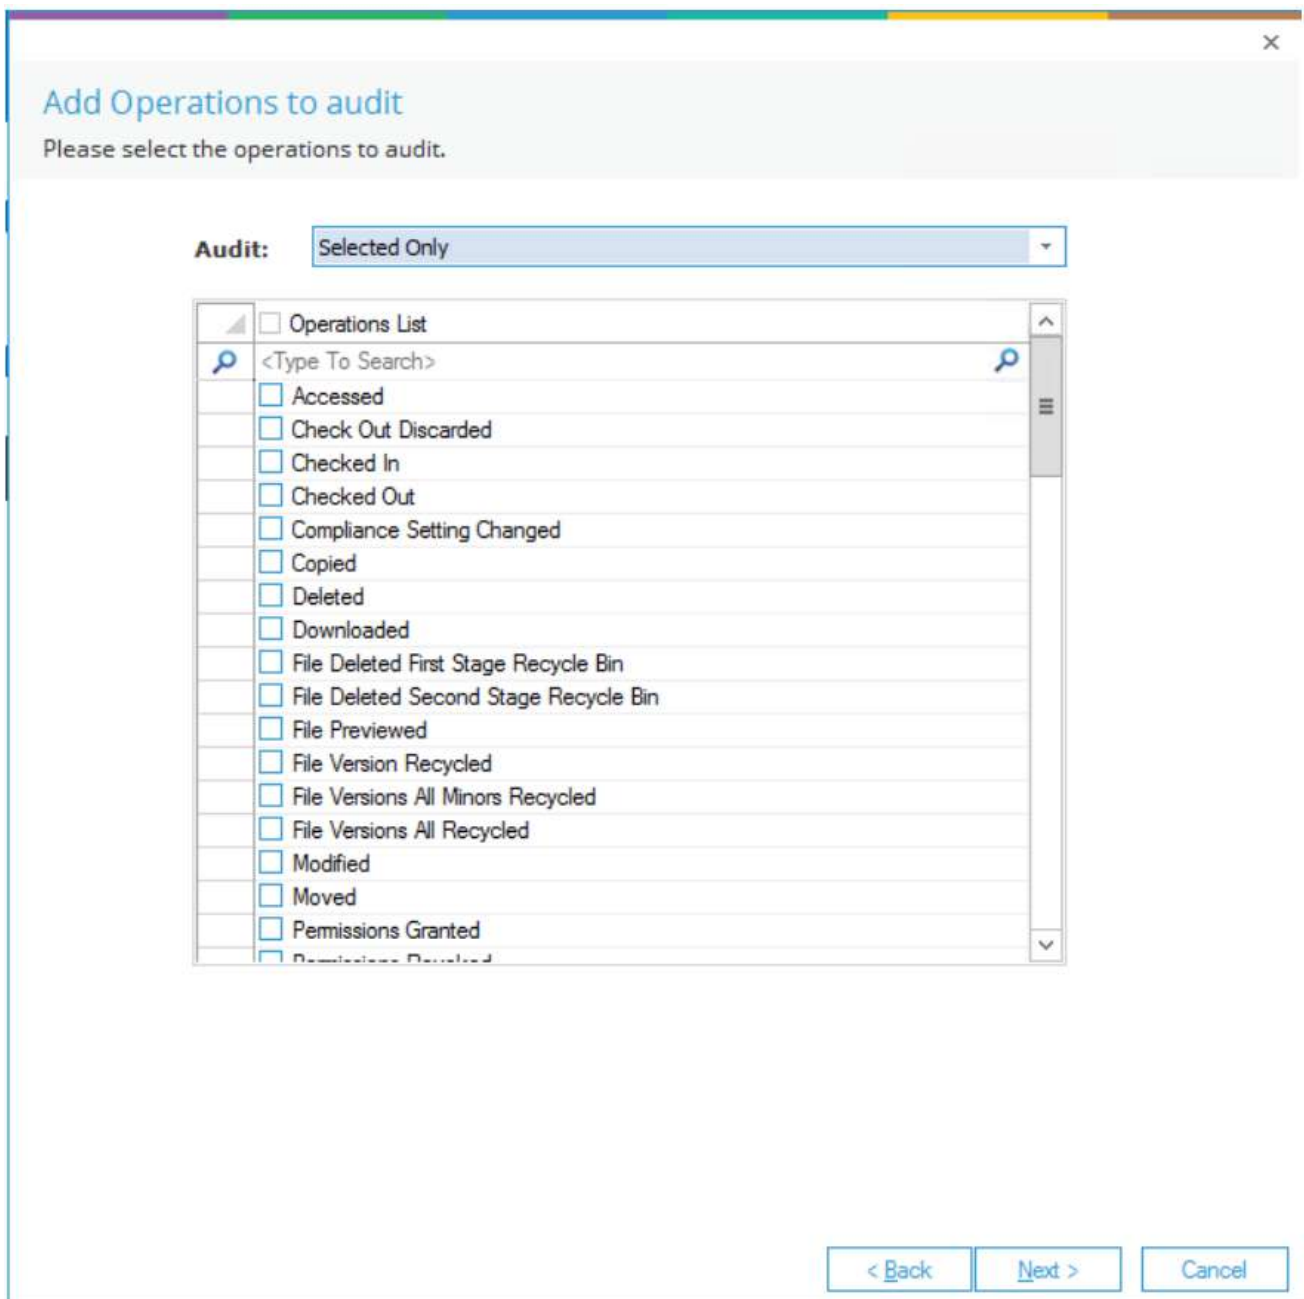 Add Operations to audit
Please select the operations to audit.
Audit: Selected Only
Operations List
<Type To Search>
Accessed
Check Out Discarded
Checked In
Checked Out
Compliance Setting Changed
Copied
Deleted
Downloaded
File Deleted First Stage Recycle Bin
File Deleted Second Stage Recycle Bin
File Previewed
File Version Recycled
File Versions All Minors Recycled
File Versions All Recycled
Modified
Moved
Permissions Granted
Permissions Revoked
< Back Next > Cancel